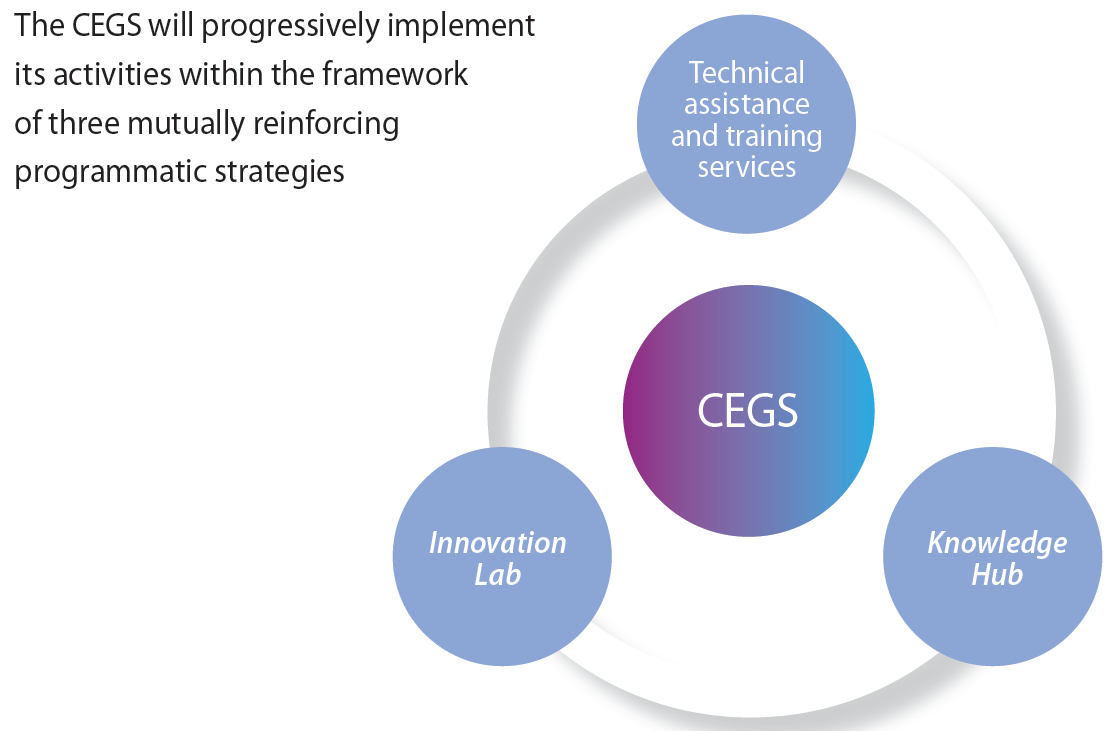 The CEGS will progressively implement
its activities within the framework
of three mutually reinforcing
programmatic strategies
Technical
assistance
and training
services
CEGS
Innovation
Lab
Knowledge
Hub